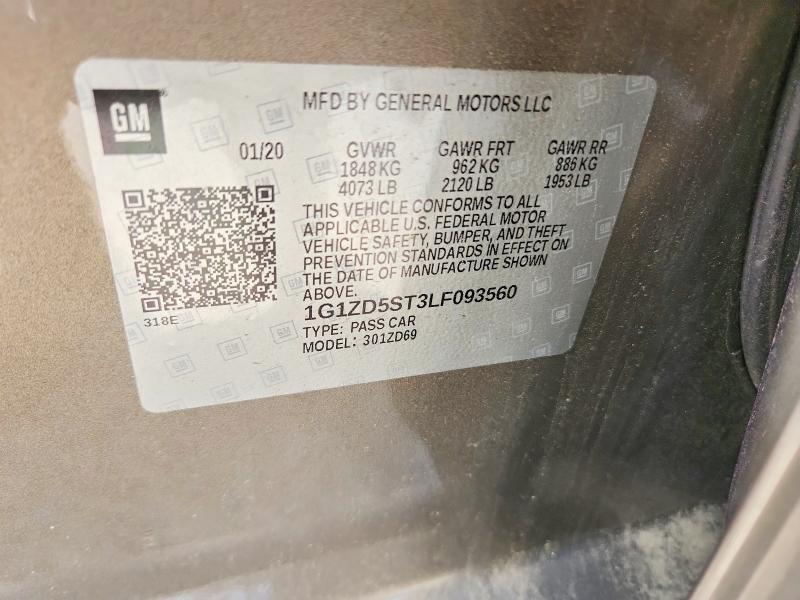 GM
MFD BY GENERAL MOTORS LLC
01/20 GVWR GAWR FRT GAWR RR
1848 KG 962 KG 886 KG
4073 LB 2120 LB 1953 LB
THIS VEHICLE CONFORMS TO ALL
APPLICABLE U.S. FEDERAL MOTOR
VEHICLE SAFETY, BUMPER, AND THEFT
PREVENTION STANDARDS IN EFFECT ON
THE DATE OF MANUFACTURE SHOWN
ABOVE.
1G1ZD5ST3LF093560
318E
TYPE: PASS CAR
MODEL: 301ZD69